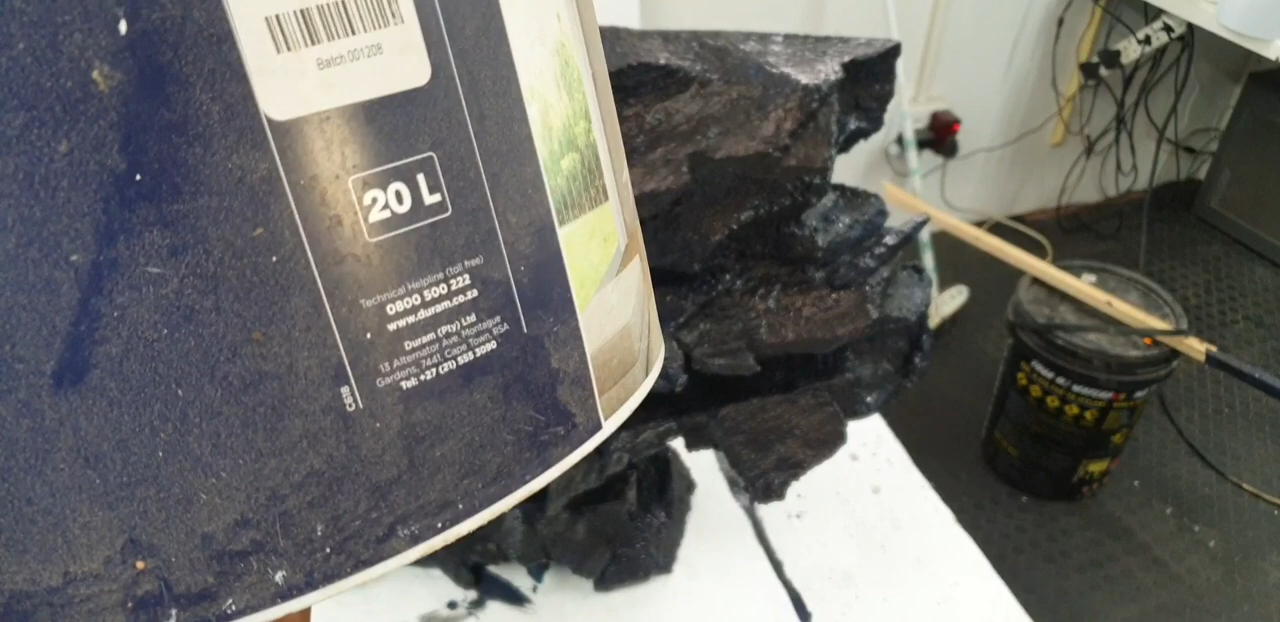 Batch 001208
20 L
Technical Helpline (toll free)
0800 500 222
www.duram.co.za
Duram (Pty) Ltd
13 Alternator Ave, Montague
Gardens, 7441, Cape Town, RSA
Tel: +27 (21) 555 3090